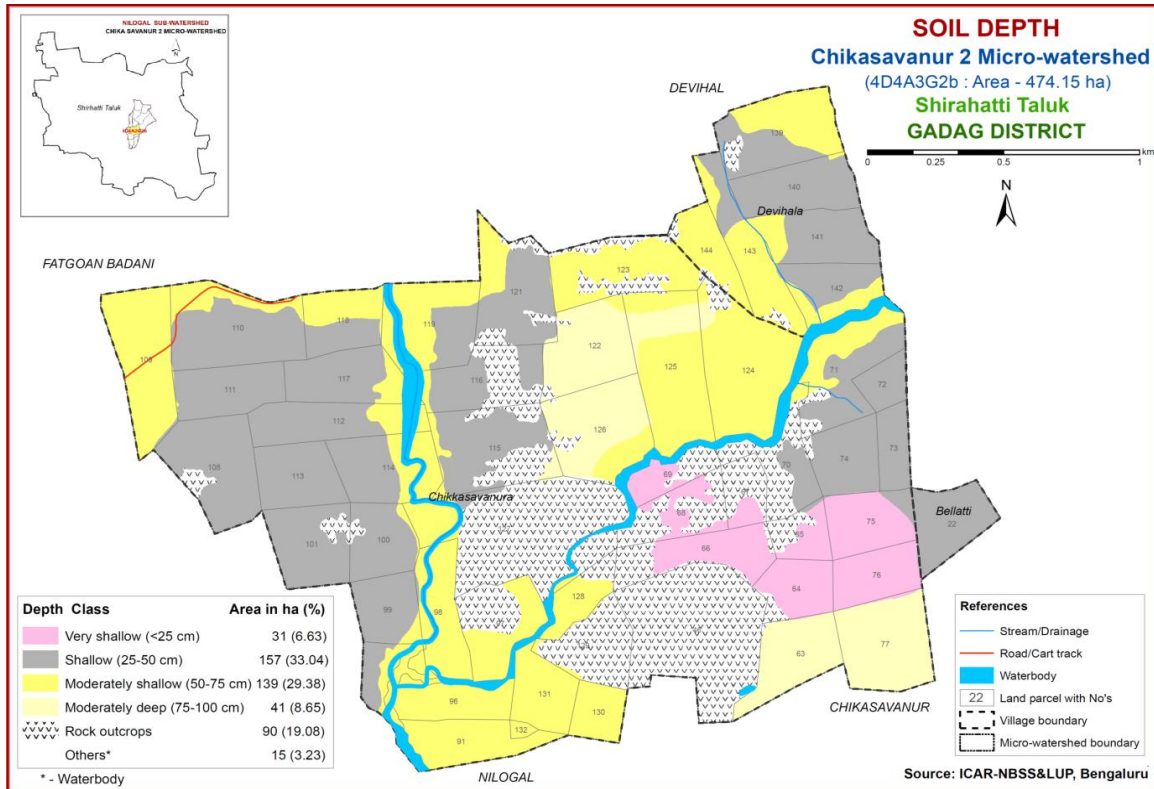 NILOGAL SUB-WATERSHED
CHIKA SAVANUR 2 MICRO-WATERSHED
N
Shirhatti Taluk
4D4A3G2b
SOIL DEPTH
Chikasavanur 2 Micro-watershed
(4D4A3G2b : Area - 474.15 ha)
Shirahatti Taluk
GADAG DISTRICT
km
0 0.25 0.5 1
N
DEVIHAL
139
140
Devihala
141
144
143
142
FATGOAN BADANI
123
121
110
118
119
122
125
124
109
111
117
116
71
72
112
126
108
113
114
115
70
74
73
69
Chikkasavanura
68
75
Bellatti
22
101
100
66
65
64
76
99
98
128
63
77
96
131
130
132
91
CHIKASAVANUR
NILOGAL
Depth Class Area in ha (%)
Very shallow (<25 cm) 31 (6.63)
Shallow (25-50 cm) 157 (33.04)
Moderately shallow (50-75 cm) 139 (29.38)
Moderately deep (75-100 cm) 41 (8.65)
Rock outcrops 90 (19.08)
Others* 15 (3.23)
* - Waterbody
References
Stream/Drainage
Road/Cart track
Waterbody
22 Land parcel with No's
Village boundary
Micro-watershed boundary
Source: ICAR-NBSS&LUP, Bengaluru